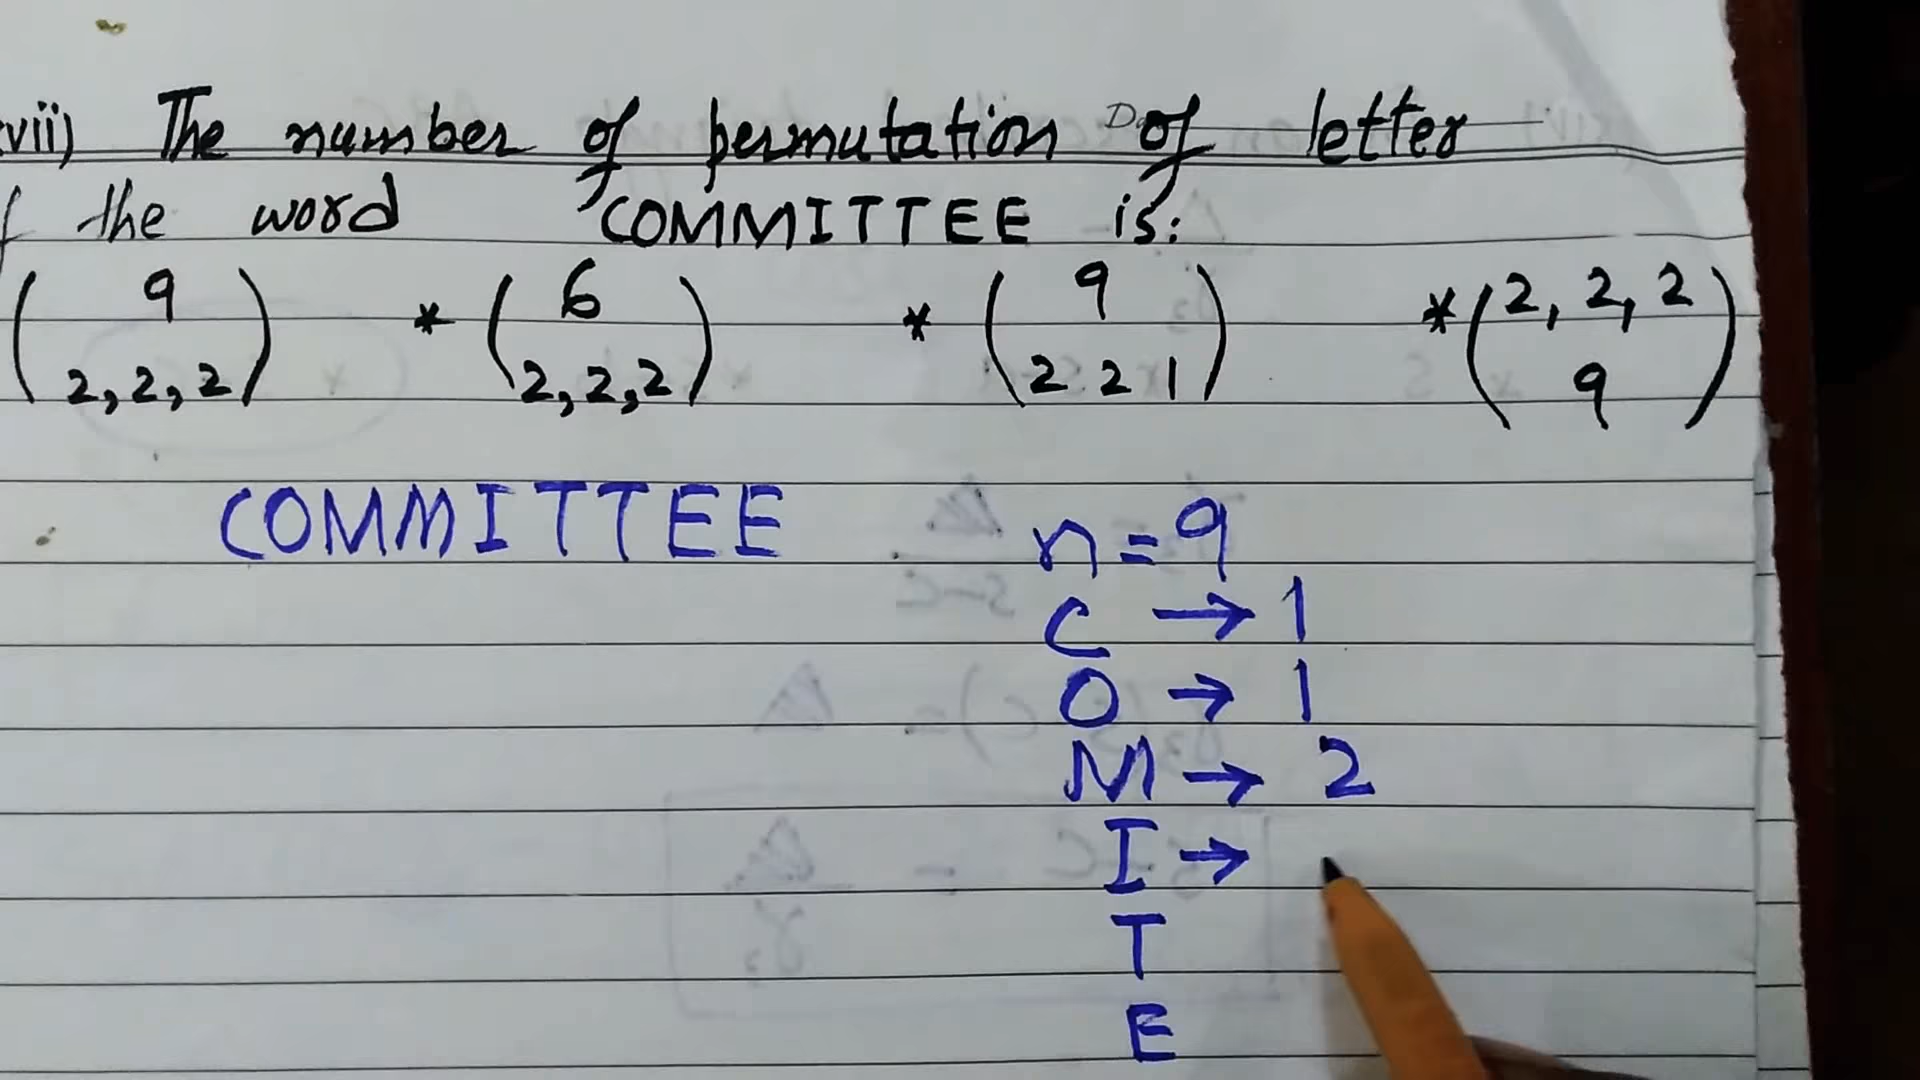 vii) The number of permutation of letter
the word COMMITTEE is:
( 9 ) * ( 6 ) * ( 9 ) * ( 2, 2, 2 )
( 2, 2, 2 ) ( 2, 2, 2 ) ( 2 2 1 ) ( 9 )
COMMITTEE n = 9
C → 1
O → 1
M → 2
I →
T
E